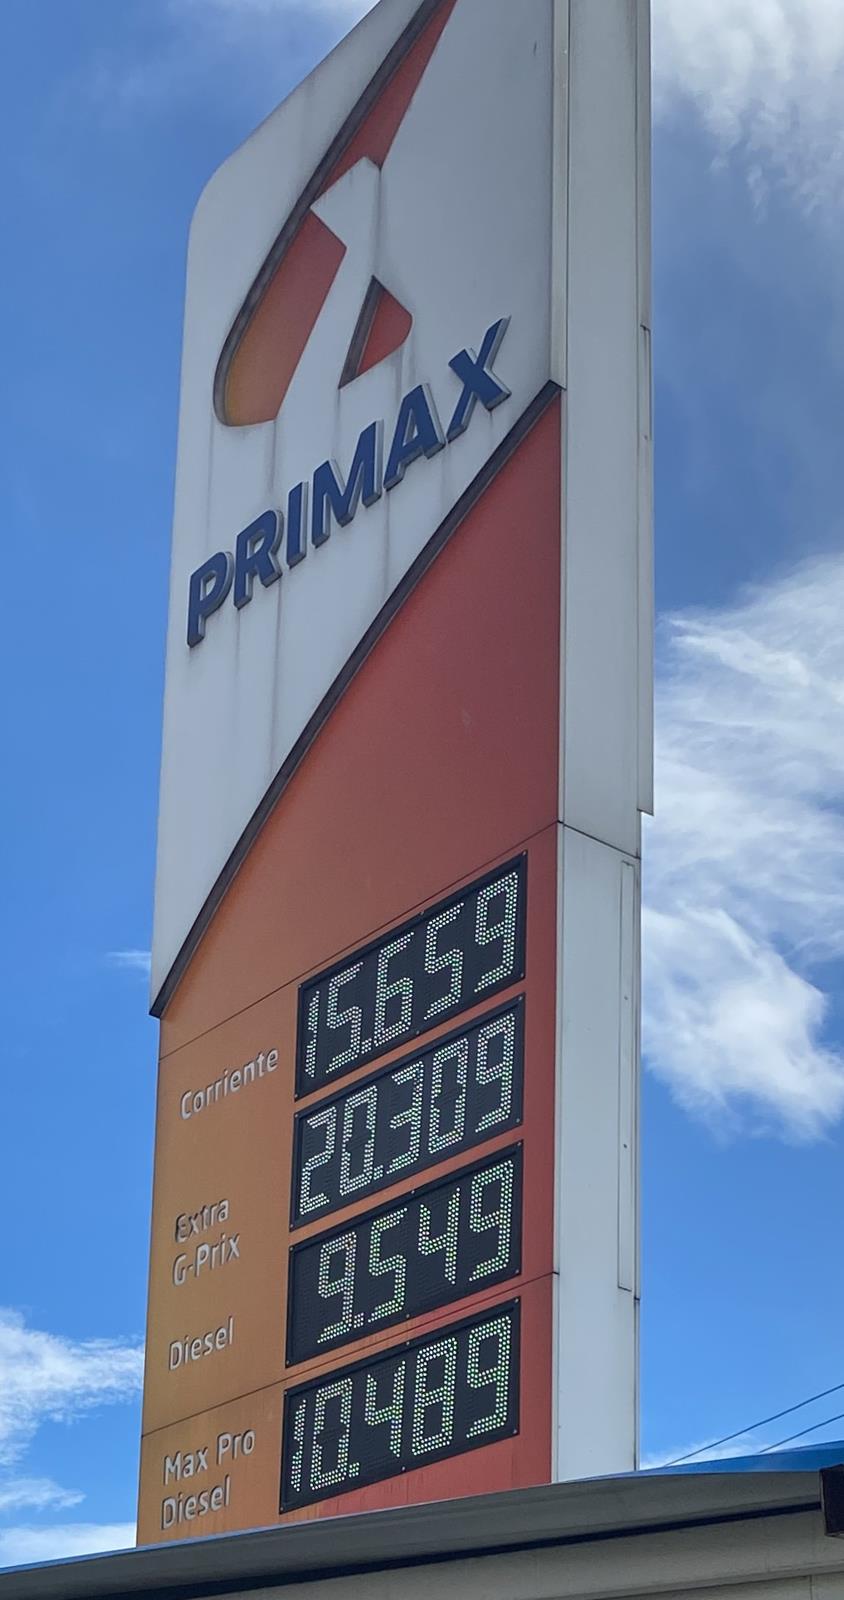 PRIMAX
Corriente 15.659
Extra
G-Prix 20.309
Diesel 9.549
Max Pro
Diesel 10.489